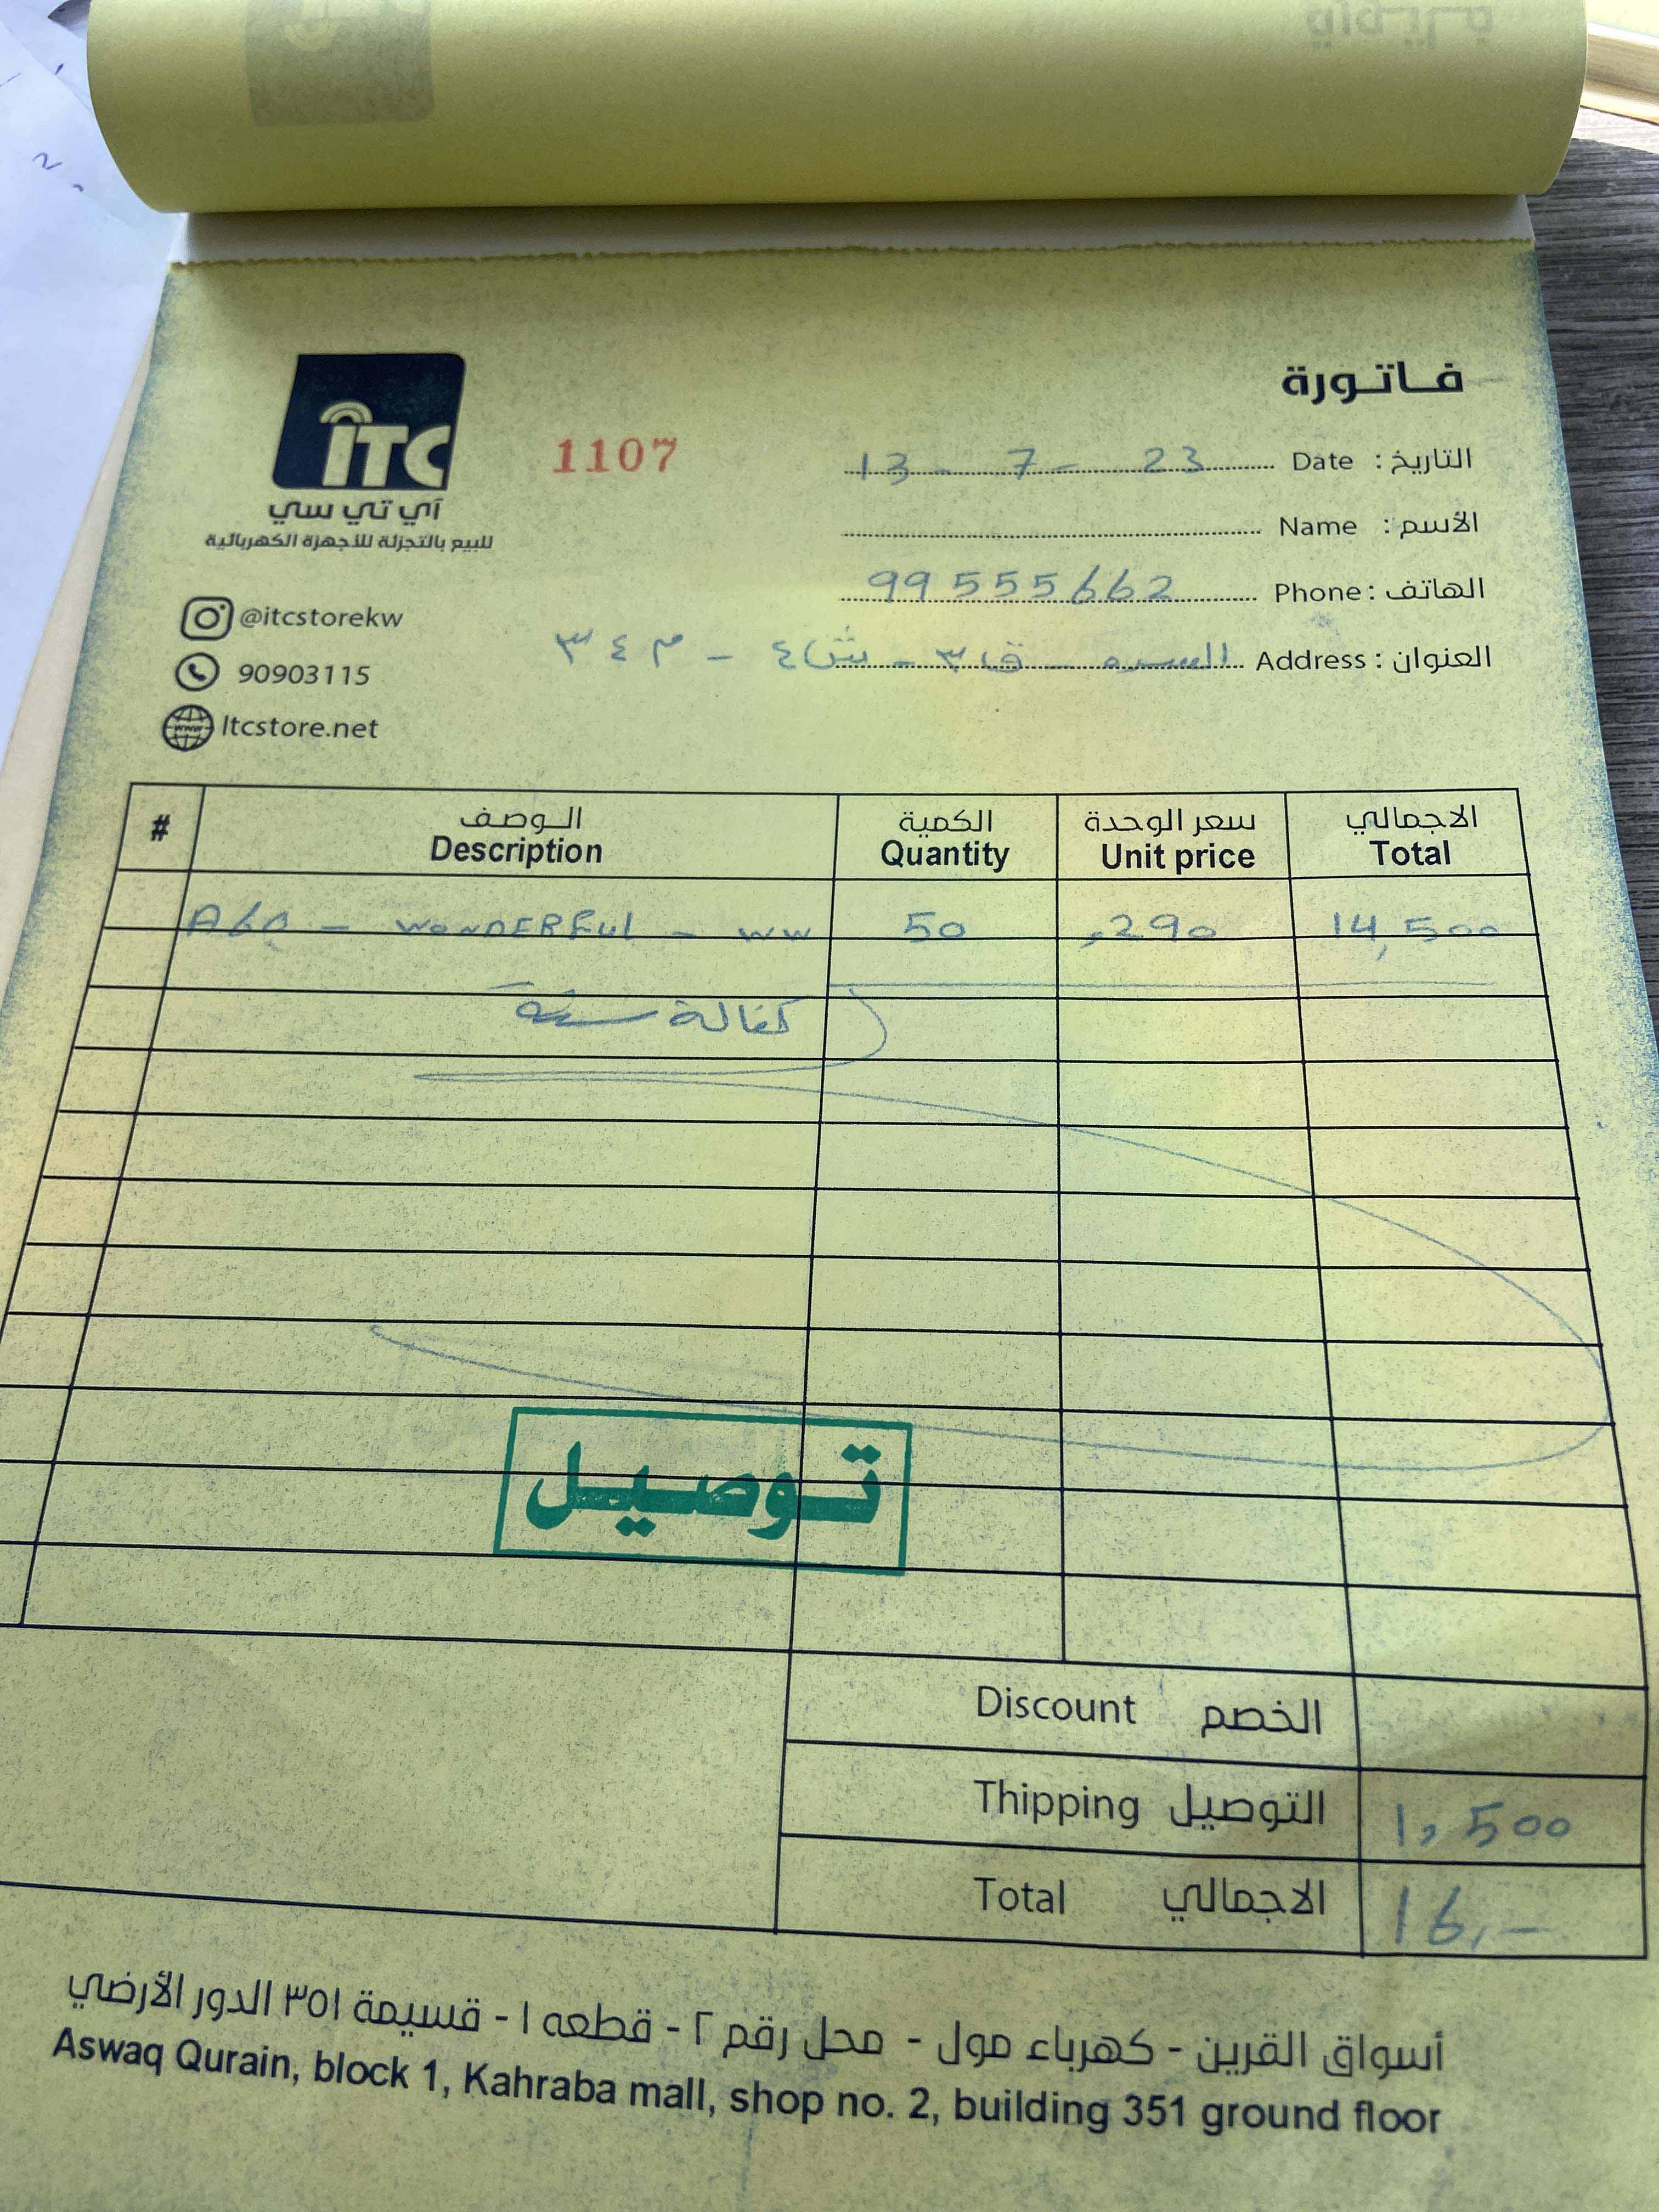 فاتورة
ITC
آي تي سي
للبيع بالتجزئة للأجهزة الكهربائية
1107
التاريخ : Date 13 - 7 - 23
الأسم : Name
الهاتف : Phone 99555662
العنوان : Address السره - ق٣ - ش٤ - م٣٤
@itcstorekw
90903115
Itcstore.net
# الوصف الكمية سعر الوحدة الاجمالي
Description Quantity Unit price Total
A60 - WONDERFUL - WW 50 ,290 14,500
كفالة سنة
توصيل
Discount الخصم
Thipping التوصيل 1,500
Total الاجمالي 16,-
أسواق القرين - كهرباء مول - محل رقم ٢ - قطعه ١ - قسيمة ٣٥١ الدور الأرضي
Aswaq Qurain, block 1, Kahraba mall, shop no. 2, building 351 ground floor